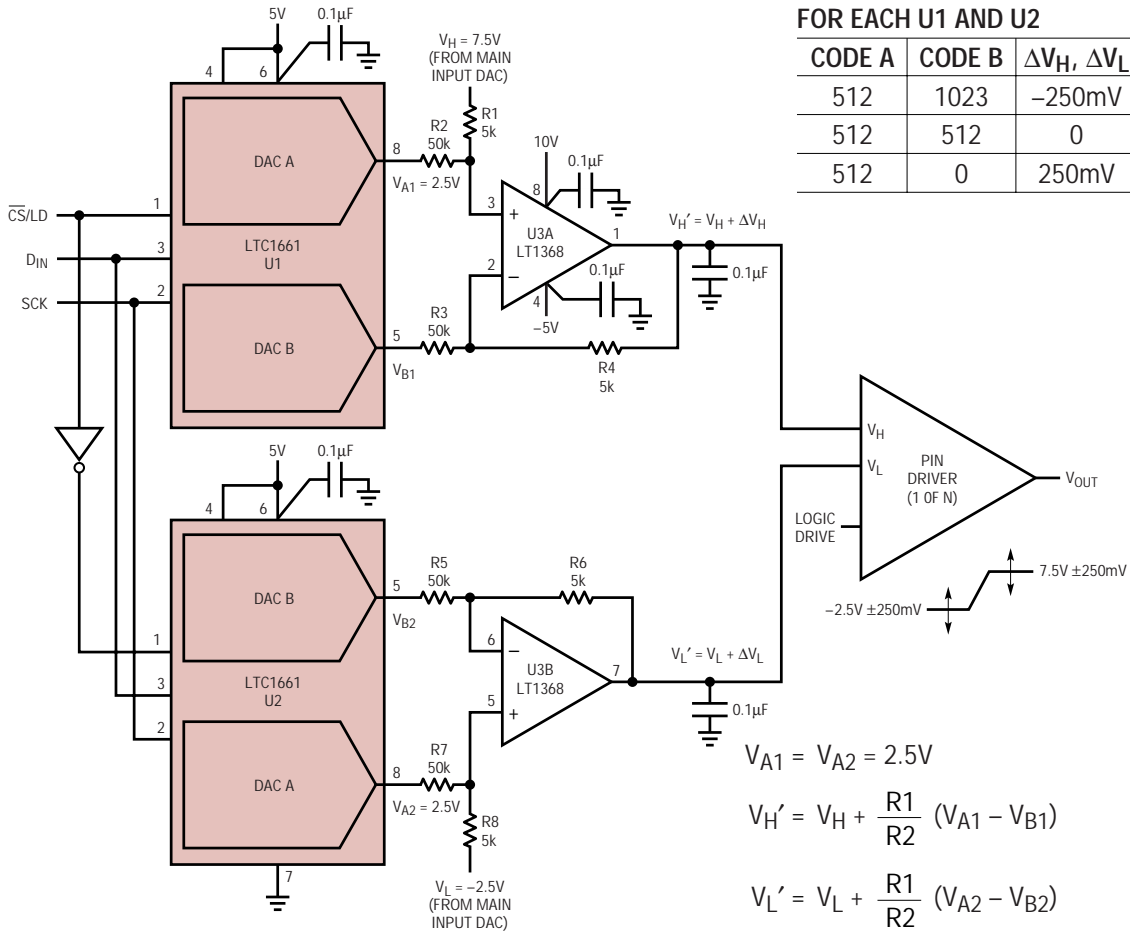 FOR EACH U1 AND U2
CODE A CODE B ΔVH, ΔVL
512 1023 –250mV
512 512 0
512 0 250mV
5V
0.1µF
4
6
VH = 7.5V
(FROM MAIN
INPUT DAC)
R1
5k
R2
50k
8
VA1 = 2.5V
DAC A
10V
0.1µF
8
3
+
U3A
LT1368
1
2
–
0.1µF
4
–5V
VH′ = VH + ΔVH
0.1µF
C̅S̅/LD
1
DIN
3
SCK
2
LTC1661
U1
DAC B
5
R3
50k
VB1
R4
5k
5V
0.1µF
4
6
VH
VL
PIN
DRIVER
(1 OF N)
LOGIC
DRIVE
VOUT
7.5V ±250mV
–2.5V ±250mV
DAC B
5
R5
50k
VB2
R6
5k
1
3
2
LTC1661
U2
6
–
U3B
LT1368
7
5
+
VL′ = VL + ΔVL
0.1µF
DAC A
8
R7
50k
VA2 = 2.5V
R8
5k
7
VL = –2.5V
(FROM MAIN
INPUT DAC)
VA1 = VA2 = 2.5V
VH′ = VH + R1/R2 (VA1 – VB1)
VL′ = VL + R1/R2 (VA2 – VB2)